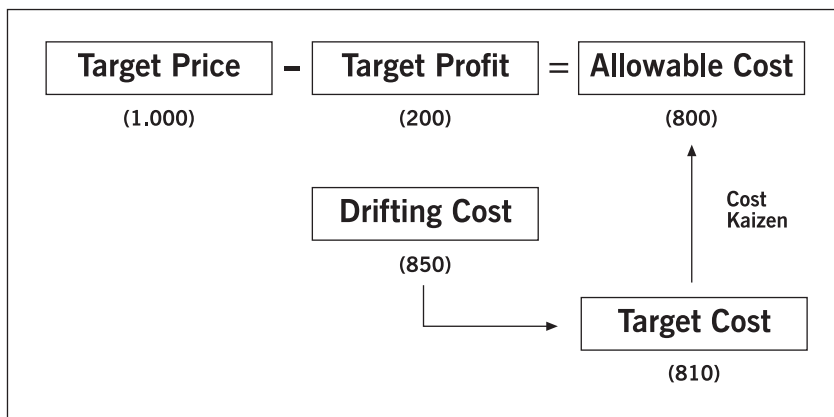 Target Price – Target Profit = Allowable Cost
(1.000) (200) (800)
Cost
Kaizen
Drifting Cost
(850)
Target Cost
(810)